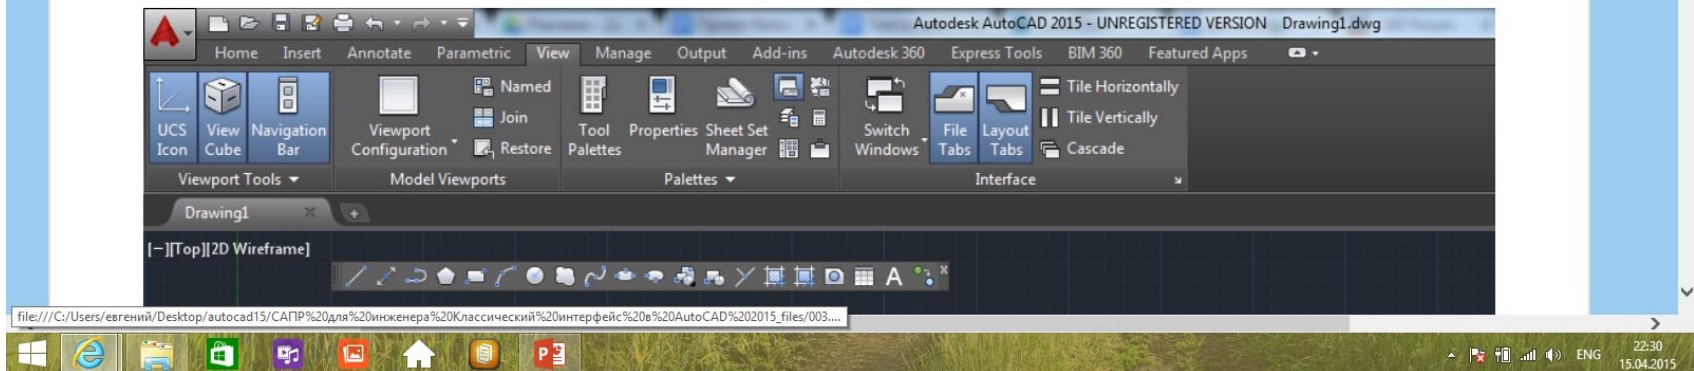 Autodesk AutoCAD 2015 - UNREGISTERED VERSION Drawing1.dwg
Home Insert Annotate Parametric View Manage Output Add-ins Autodesk 360 Express Tools BIM 360 Featured Apps
UCS Icon
View Cube
Navigation Bar
Viewport Tools
Viewport Configuration
Named
Join
Restore
Model Viewports
Tool Palettes
Properties
Sheet Set Manager
Palettes
Switch Windows
File Tabs
Layout Tabs
Tile Horizontally
Tile Vertically
Cascade
Interface
Drawing1
[−][Top][2D Wireframe]
A
file:///C:/Users/евгений/Desktop/autocad15/САПР%20для%20инженера%20Классический%20интерфейс%20в%20AutoCAD%202015_files/003....
ENG
22:30
15.04.2015